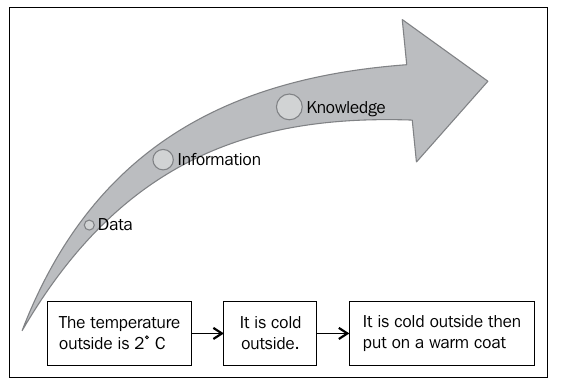 Knowledge
Information
Data
The temperature
outside is 2° C
It is cold
outside.
It is cold outside then
put on a warm coat